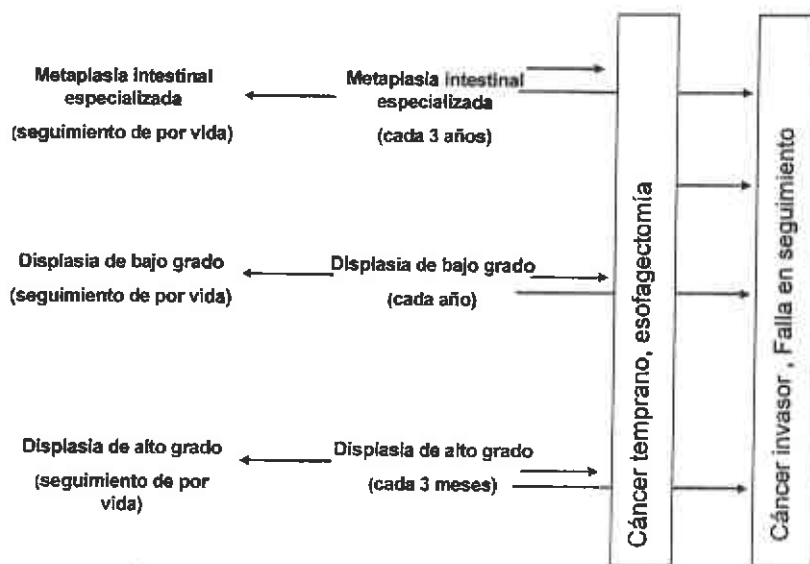 Metaplasia intestinal
especializada
(seguimiento de por vida)
Metaplasia intestinal
especializada
(cada 3 años)
Displasia de bajo grado
(seguimiento de por vida)
Displasia de bajo grado
(cada año)
Displasia de alto grado
(seguimiento de por
vida)
Displasia de alto grado
(cada 3 meses)
Cáncer temprano, esofagectomía
Cáncer invasor , Falla en seguimiento